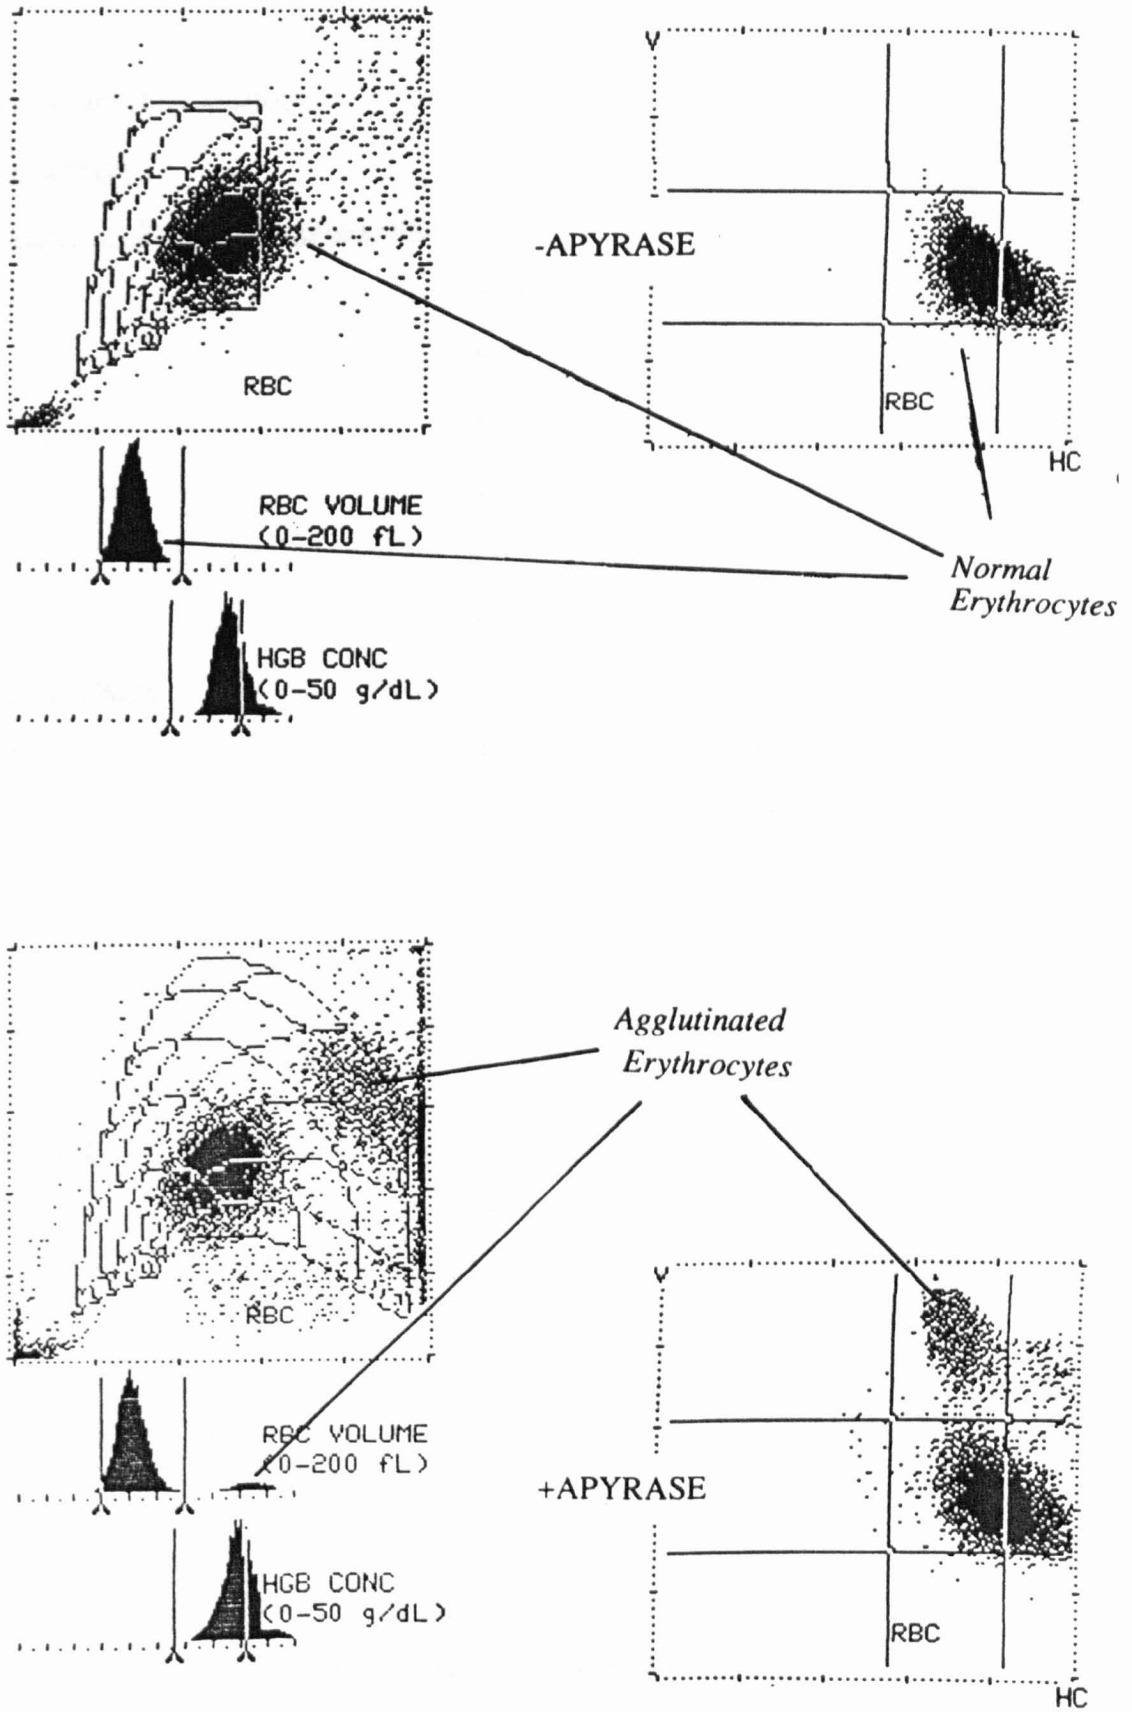 V
-APYRASE
RBC
RBC
HC
RBC VOLUME
(0-200 fL)
Normal
Erythrocytes
HGB CONC
(0-50 g/dL)
Agglutinated
Erythrocytes
V
RBC
RBC VOLUME
(0-200 fL)
+APYRASE
HGB CONC
(0-50 g/dL)
RBC
HC